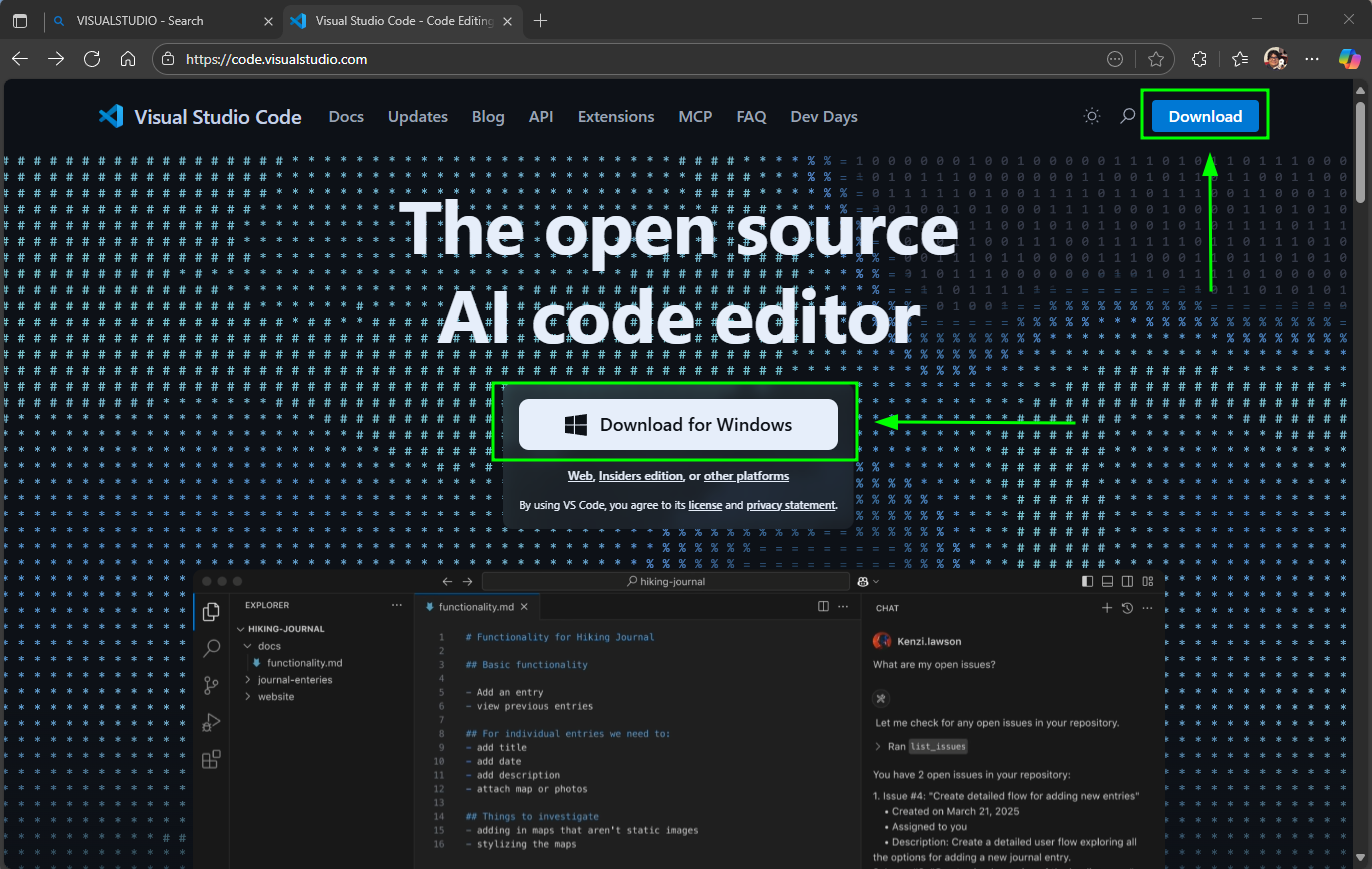 VISUALSTUDIO - Search
Visual Studio Code - Code Editing
https://code.visualstudio.com
Visual Studio Code
Docs
Updates
Blog
API
Extensions
MCP
FAQ
Dev Days
Download
The open source
AI code editor
Download for Windows
Web, Insiders edition, or other platforms
By using VS Code, you agree to its license and privacy statement.
hiking-journal
EXPLORER
HIKING-JOURNAL
docs
functionality.md
journal-enteries
website
functionality.md
1 # Functionality for Hiking Journal
2
3 ## Basic functionality
4
5 - Add an entry
6 - view previous entries
7
8 ## For individual entries we need to:
9 - add title
10 - add date
11 - add description
12 - attach map or photos
13
14 ## Things to investigate
15 - adding in maps that aren't static images
16 - stylizing the maps
CHAT
Kenzi.lawson
What are my open issues?
Let me check for any open issues in your repository.
Ran list_issues
You have 2 open issues in your repository:
1. Issue #4: "Create detailed flow for adding new entries"
• Created on March 21, 2025
• Assigned to you
• Description: Create a detailed user flow exploring all
the options for adding a new journal entry.